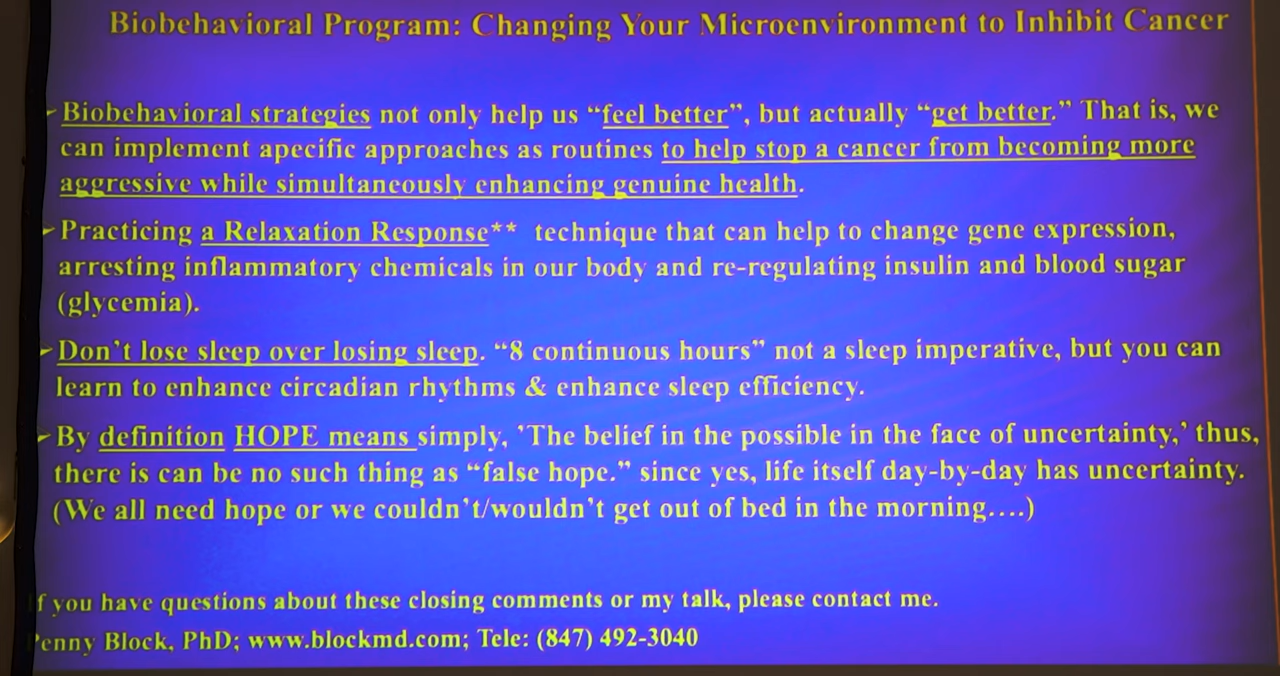 Biobehavioral Program: Changing Your Microenvironment to Inhibit Cancer
Biobehavioral strategies not only help us “feel better”, but actually “get better.” That is, we
can implement apecific approaches as routines to help stop a cancer from becoming more
aggressive while simultaneously enhancing genuine health.
Practicing a Relaxation Response** technique that can help to change gene expression,
arresting inflammatory chemicals in our body and re-regulating insulin and blood sugar
(glycemia).
Don’t lose sleep over losing sleep. “8 continuous hours” not a sleep imperative, but you can
learn to enhance circadian rhythms & enhance sleep efficiency.
By definition HOPE means simply, ’The belief in the possible in the face of uncertainty,’ thus,
there is can be no such thing as “false hope.” since yes, life itself day-by-day has uncertainty.
(We all need hope or we couldn’t/wouldn’t get out of bed in the morning….)
If you have questions about these closing comments or my talk, please contact me.
Penny Block, PhD; www.blockmd.com; Tele: (847) 492-3040